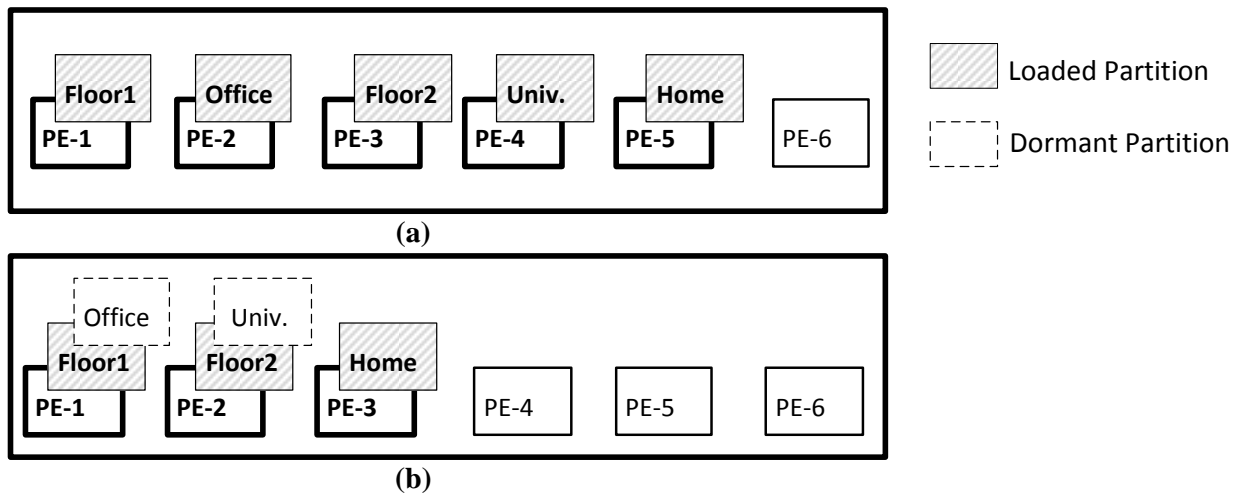 Floor1 Office Floor2 Univ. Home
PE-1 PE-2 PE-3 PE-4 PE-5 PE-6
Loaded Partition
Dormant Partition
(a)
Office Univ.
Floor1 Floor2 Home
PE-1 PE-2 PE-3 PE-4 PE-5 PE-6
(b)